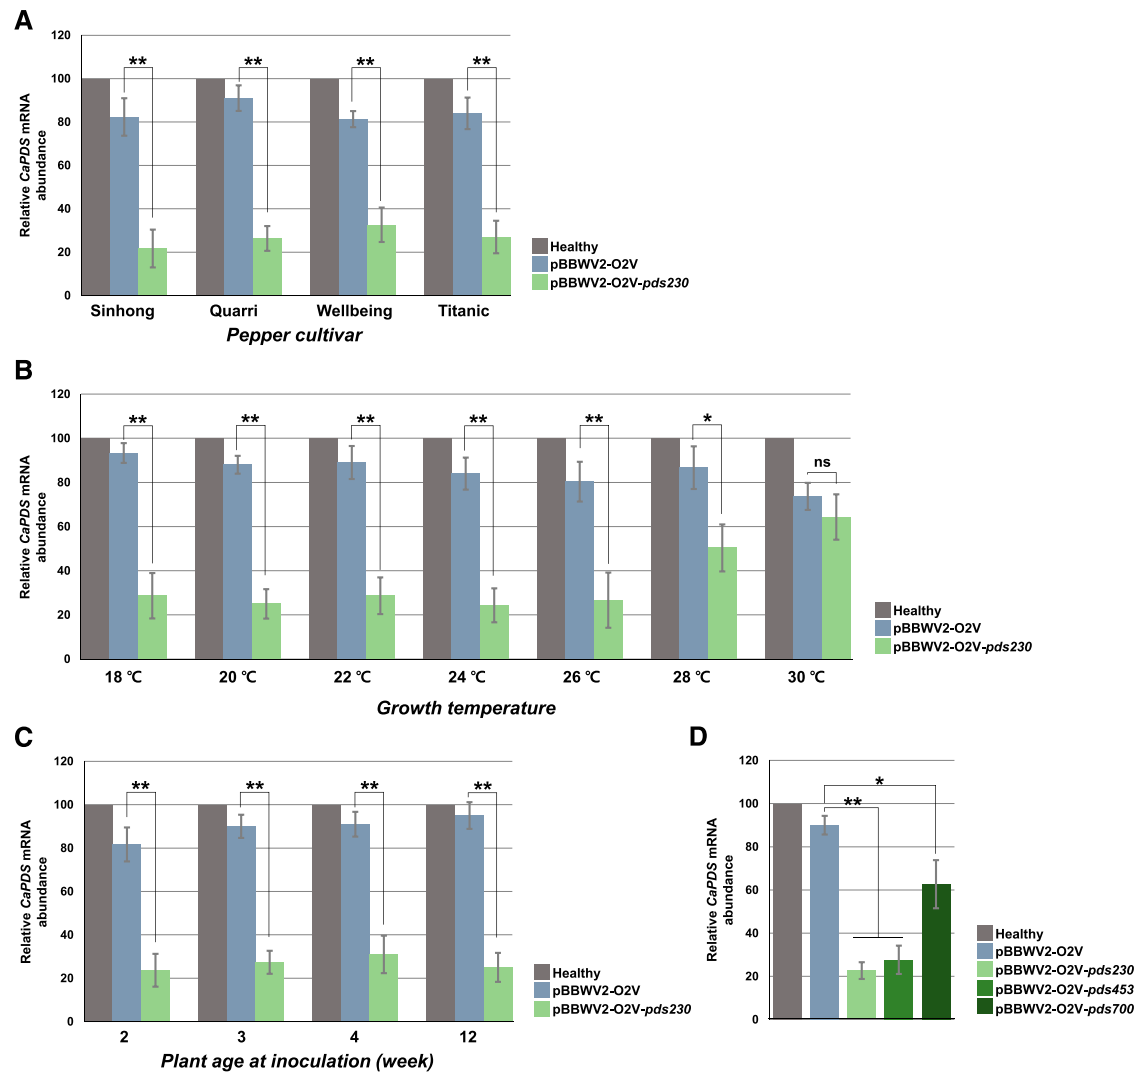 A
Relative CaPDS mRNA
abundance
120
100
80
60
40
20
0
** ** ** **
Sinhong Quarri Wellbeing Titanic
Pepper cultivar
Healthy
pBBWV2-O2V
pBBWV2-O2V-pds230
B
Relative CaPDS mRNA
abundance
120
100
80
60
40
20
0
** ** ** ** ** * ns
18 ℃ 20 ℃ 22 ℃ 24 ℃ 26 ℃ 28 ℃ 30 ℃
Growth temperature
Healthy
pBBWV2-O2V
pBBWV2-O2V-pds230
C
Relative CaPDS mRNA
abundance
120
100
80
60
40
20
0
** ** ** **
2 3 4 12
Plant age at inoculation (week)
Healthy
pBBWV2-O2V
pBBWV2-O2V-pds230
D
Relative CaPDS mRNA
abundance
120
100
80
60
40
20
0
*
**
Healthy
pBBWV2-O2V
pBBWV2-O2V-pds230
pBBWV2-O2V-pds453
pBBWV2-O2V-pds700